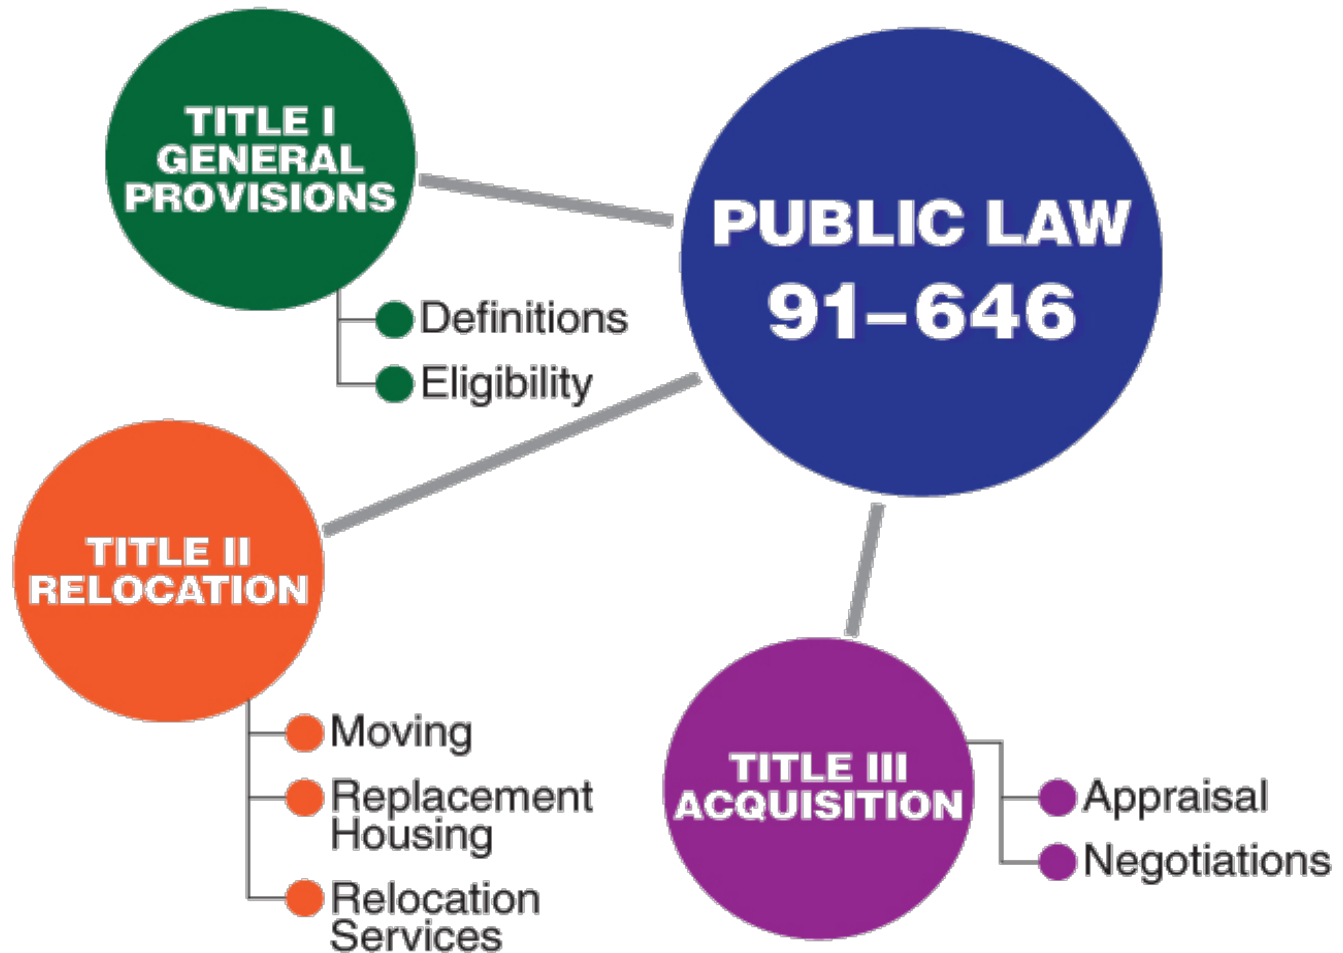 TITLE I
GENERAL
PROVISIONS
Definitions
Eligibility
PUBLIC LAW
91–646
TITLE II
RELOCATION
Moving
Replacement
Housing
Relocation
Services
TITLE III
ACQUISITION
Appraisal
Negotiations